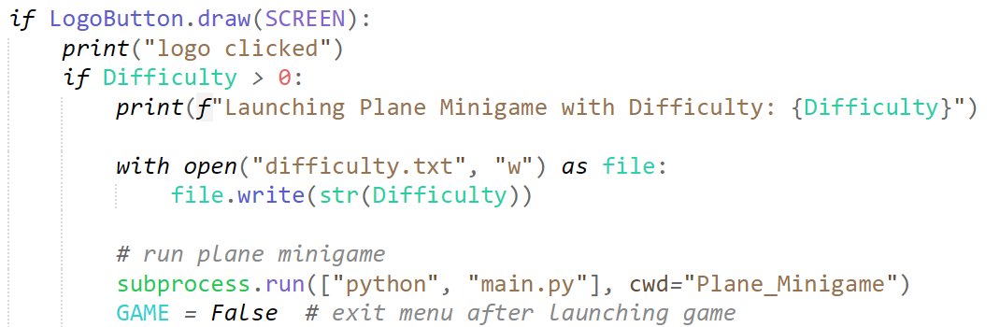 if LogoButton.draw(SCREEN):
    print("logo clicked")
    if Difficulty > 0:
        print(f"Launching Plane Minigame with Difficulty: {Difficulty}")

        with open("difficulty.txt", "w") as file:
            file.write(str(Difficulty))

        # run plane minigame
        subprocess.run(["python", "main.py"], cwd="Plane_Minigame")
        GAME = False  # exit menu after launching game